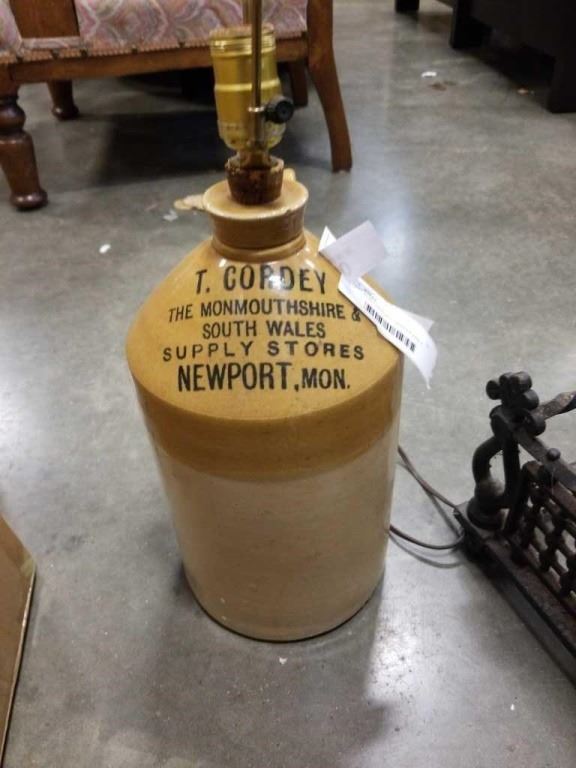 T. CORDEY
THE MONMOUTHSHIRE &
SOUTH WALES
SUPPLY STORES
NEWPORT, MON.